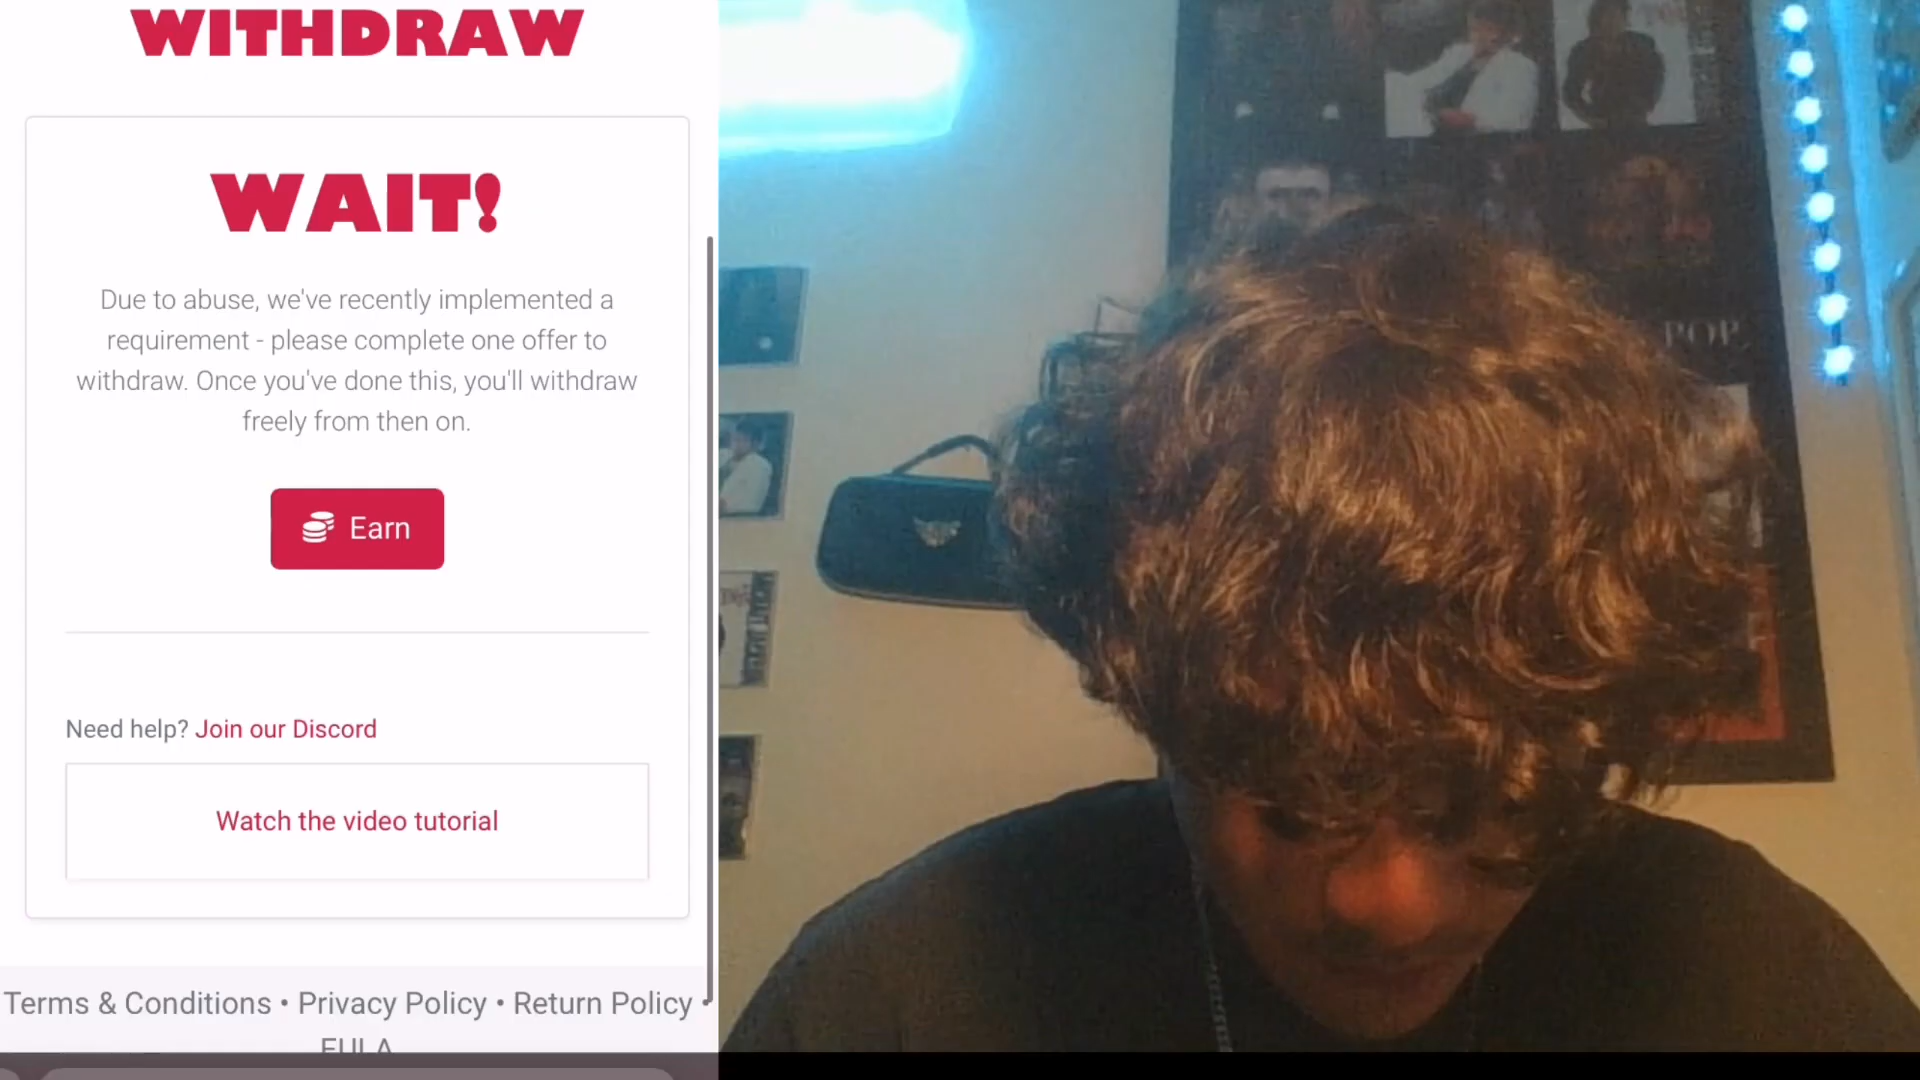 WITHDRAW
WAIT!
Due to abuse, we've recently implemented a
requirement - please complete one offer to
withdraw. Once you've done this, you'll withdraw
freely from then on.
Earn
Need help? Join our Discord
Watch the video tutorial
Terms & Conditions • Privacy Policy • Return Policy •
EULA
POP,